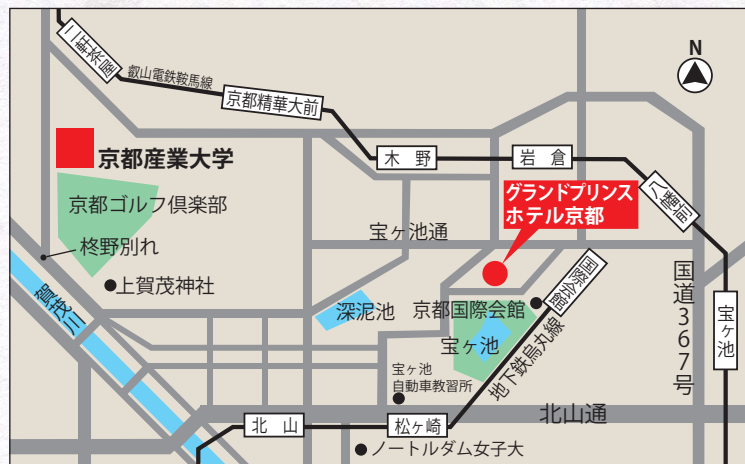 二軒茶屋
叡山電鉄鞍馬線
京都精華大前
N
京都産業大学
木野
岩倉
八幡前
グランドプリンス
ホテル京都
京都ゴルフ倶楽部
宝ヶ池通
柊野別れ
上賀茂神社
国際会館
賀茂川
深泥池
京都国際会館
宝ヶ池
地下鉄烏丸線
国道367号
宝ヶ池
宝ヶ池
自動車教習所
北山通
北山
松ヶ崎
ノートルダム女子大